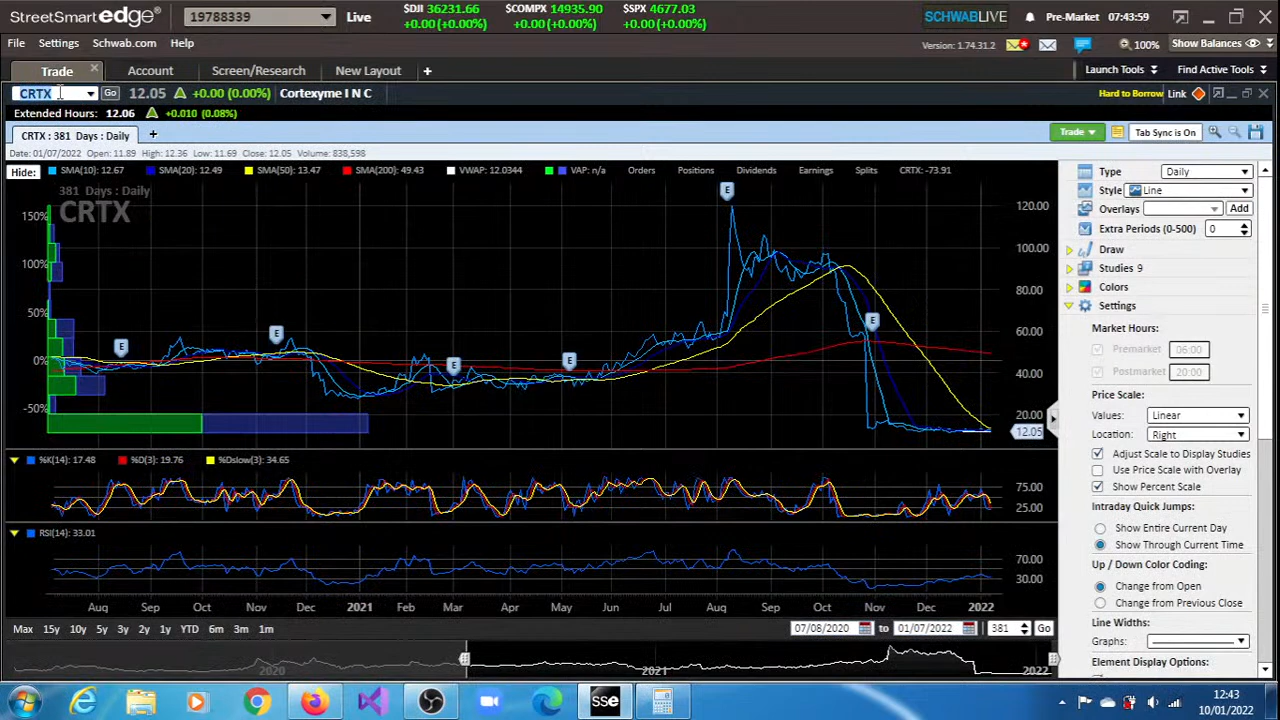 StreetSmart edge®
19788339
Live
$DJI 36231.66
+0.00 (+0.00%)
$COMPX 14935.90
+0.00 (+0.00%)
$SPX 4677.03
+0.00 (+0.00%)
SCHWABLIVE
Pre-Market
07:43:59
File Settings Schwab.com Help
Version: 1.74.31.2
100%
Show Balances
Trade Account Screen/Research New Layout +
Launch Tools Find Active Tools
CRTX Go 12.05 +0.00 (0.00%) Cortexyme I N C
Hard to Borrow Link
Extended Hours: 12.06 +0.010 (0.08%)
CRTX : 381 Days : Daily +
Trade Tab Sync is On
Date: 01/07/2022 Open: 11.89 High: 12.36 Low: 11.69 Close: 12.05 Volume: 838,598
Hide: SMA(10): 12.67 SMA(20): 12.49 SMA(50): 13.47 SMA(200): 49.43 VWAP: 12.0344 VAP: n/a Orders Positions Dividends Earnings Splits CRTX: -73.91
381 Days : Daily
CRTX
150%
100%
50%
0%
-50%
E
E
E
E
E
E
120.00
100.00
80.00
60.00
40.00
20.00
12.05
%K(14): 17.48 %D(3): 19.76 %Dslow(3): 34.65
75.00
25.00
RSI(14): 33.01
70.00
30.00
Aug Sep Oct Nov Dec 2021 Feb Mar Apr May Jun Jul Aug Sep Oct Nov Dec 2022
Max 15y 10y 5y 3y 2y 1y YTD 6m 3m 1m
07/08/2020 to 01/07/2022 381 Go
2020 2021 2022
Type Daily
Style Line
Overlays Add
Extra Periods (0-500) 0
Draw
Studies 9
Colors
Settings
Market Hours:
Premarket 06:00
Postmarket 20:00
Price Scale:
Values: Linear
Location: Right
Adjust Scale to Display Studies
Use Price Scale with Overlay
Show Percent Scale
Intraday Quick Jumps:
Show Entire Current Day
Show Through Current Time
Up / Down Color Coding:
Change from Open
Change from Previous Close
Line Widths:
Graphs:
Element Display Options:
sse
12:43
10/01/2022